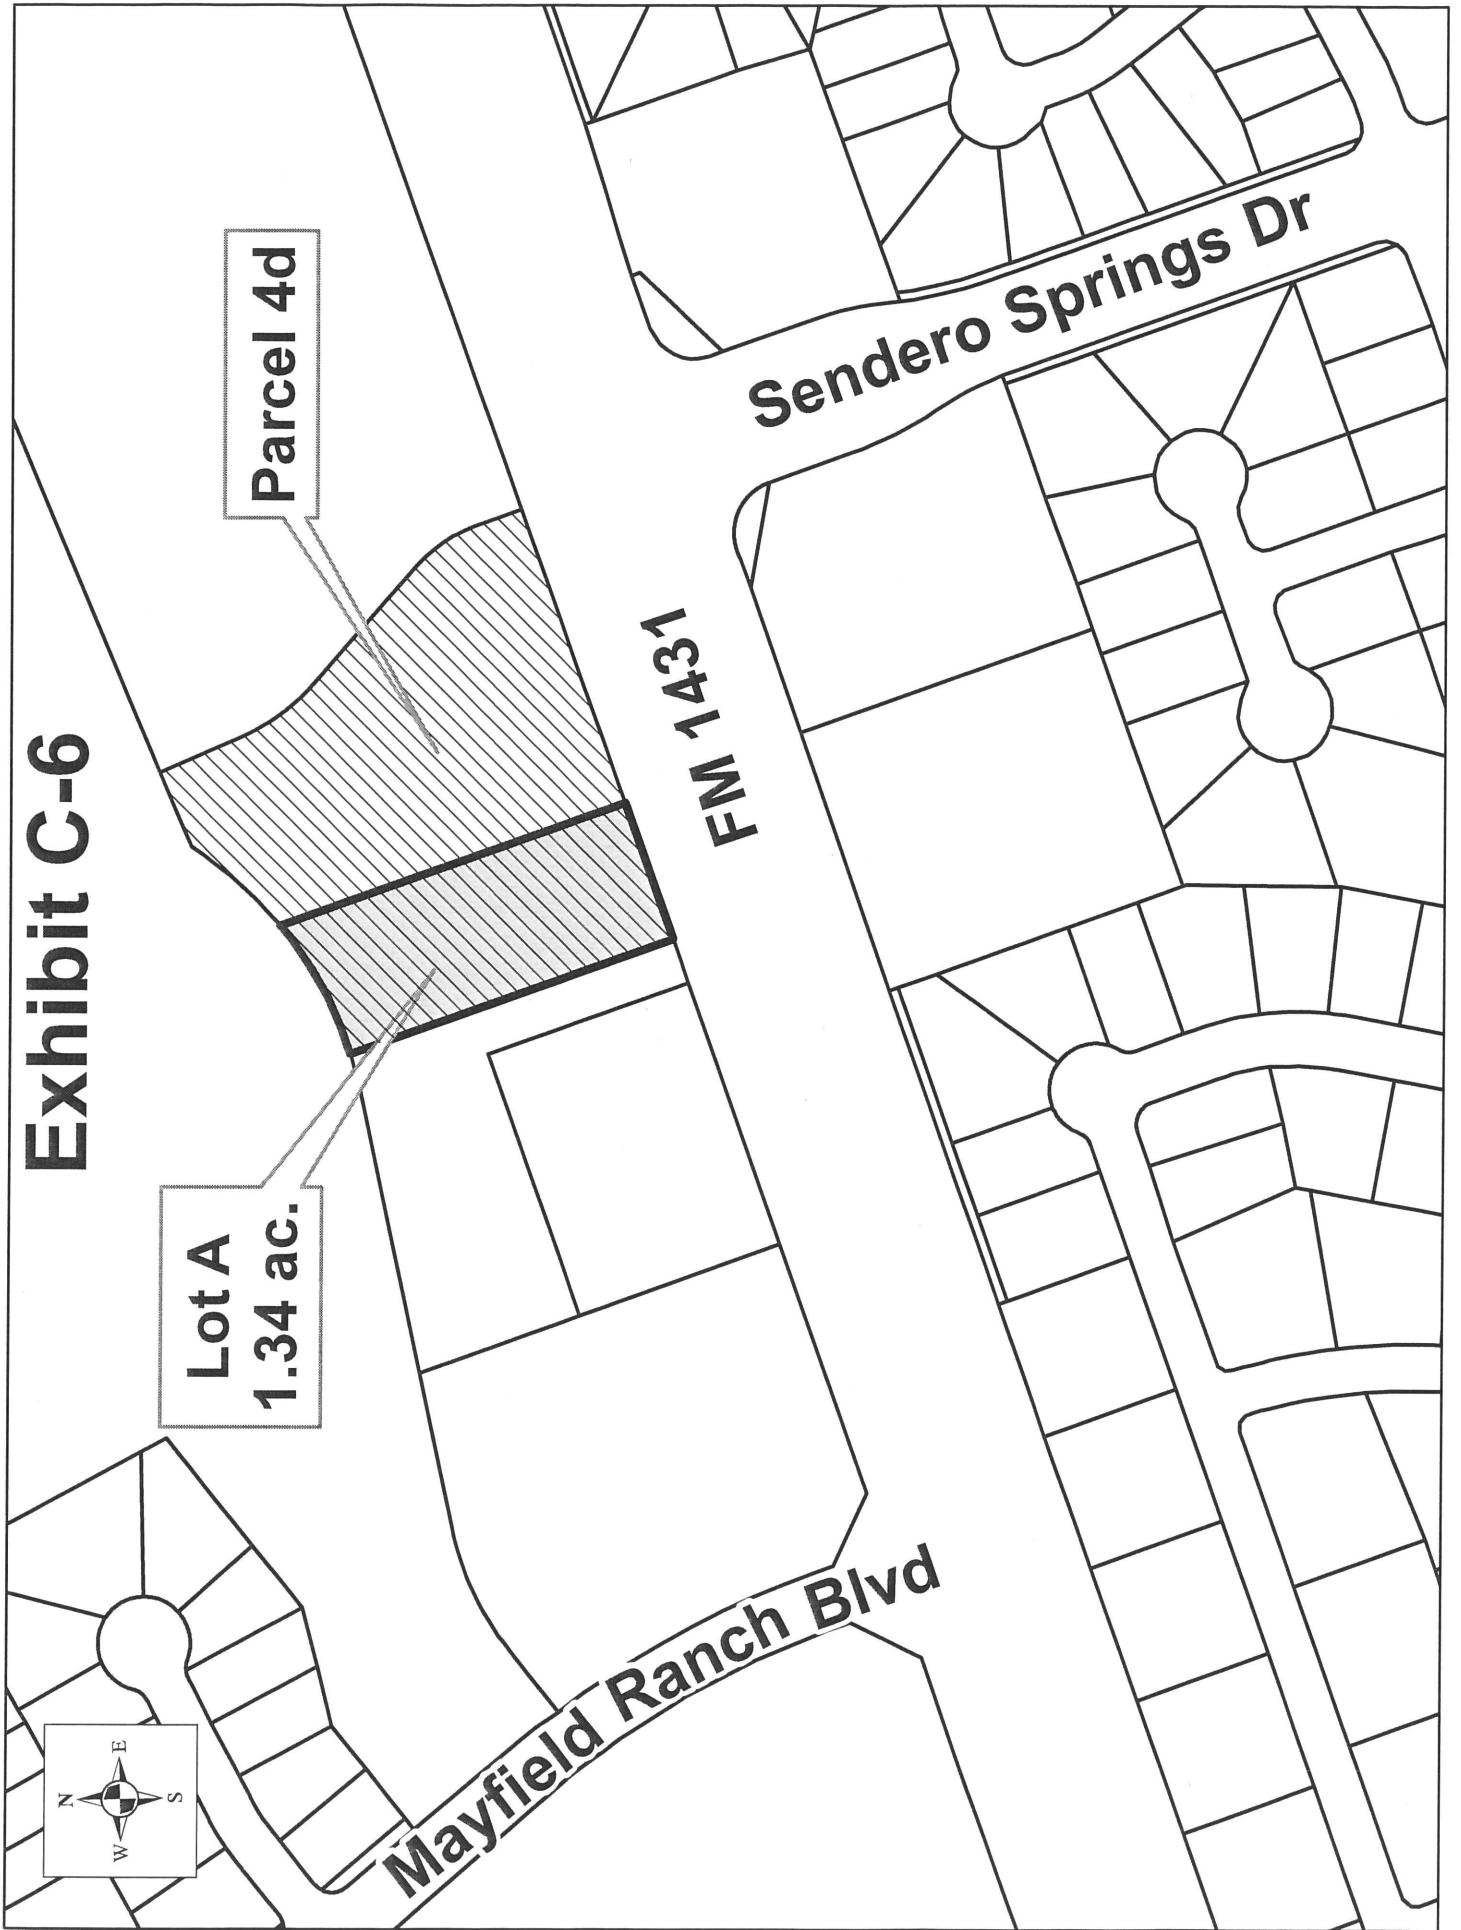 Exhibit C-6
Lot A
1.34 ac.
Parcel 4d
FM 1431
Mayfield Ranch Blvd
Sendero Springs Dr
N
W
E
S